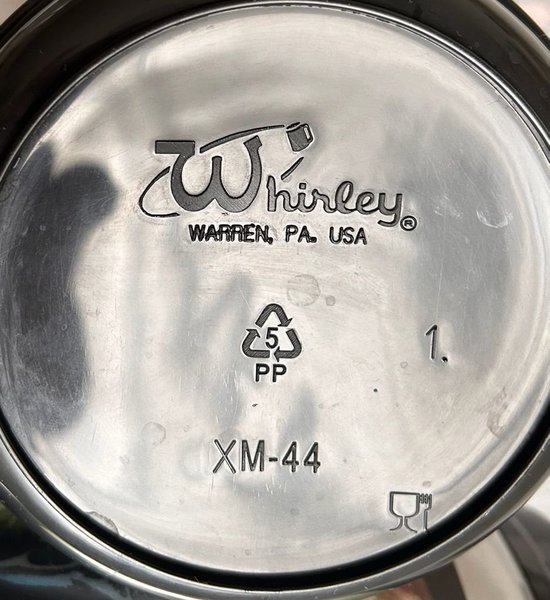 Whirley®
WARREN, PA. USA
5
PP
1.
XM-44